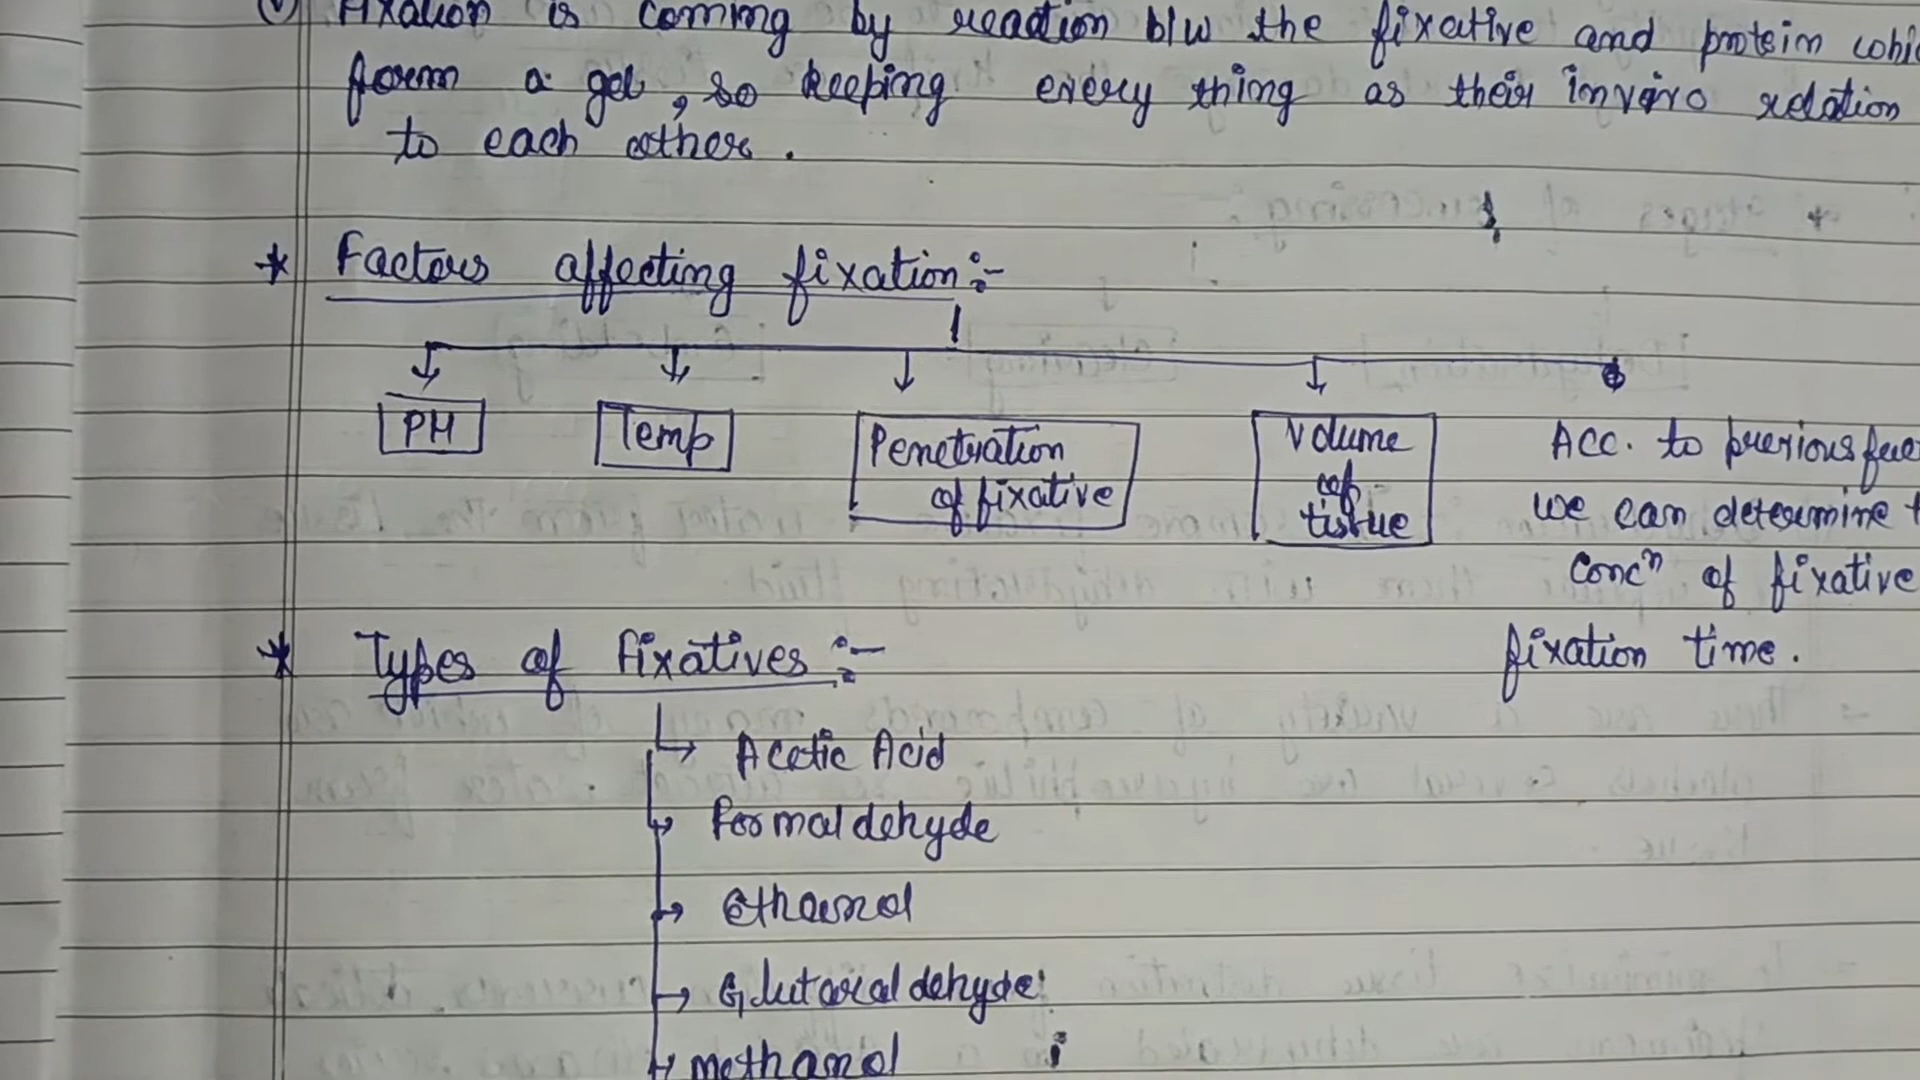 (v) Fixation is coming by reaction b/w the fixative and protein
form a gel, so keeping every thing as their invivo relation
to each other.
* Factors affecting fixation:-
PH
Temp
Penetration
of fixative
Volume
of
tissue
Acc. to previous
we can determine
Concⁿ of fixative
fixation time.
* Types of Fixatives:-
Acetic Acid
Formaldehyde
Ethanol
Glutaraldehyde
methanol